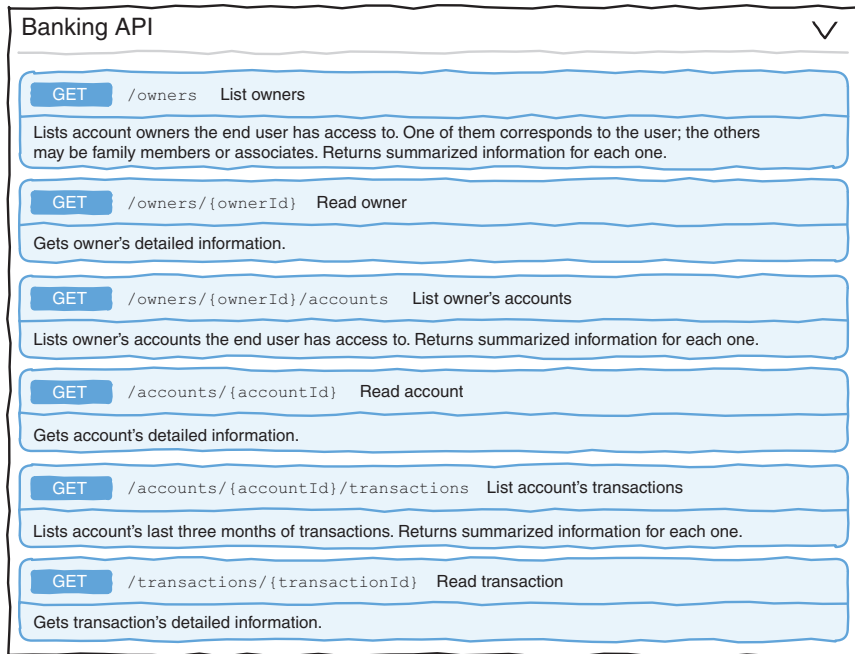 Banking API
GET /owners List owners
Lists account owners the end user has access to. One of them corresponds to the user; the others
may be family members or associates. Returns summarized information for each one.
GET /owners/{ownerId} Read owner
Gets owner’s detailed information.
GET /owners/{ownerId}/accounts List owner’s accounts
Lists owner’s accounts the end user has access to. Returns summarized information for each one.
GET /accounts/{accountId} Read account
Gets account’s detailed information.
GET /accounts/{accountId}/transactions List account’s transactions
Lists account’s last three months of transactions. Returns summarized information for each one.
GET /transactions/{transactionId} Read transaction
Gets transaction’s detailed information.